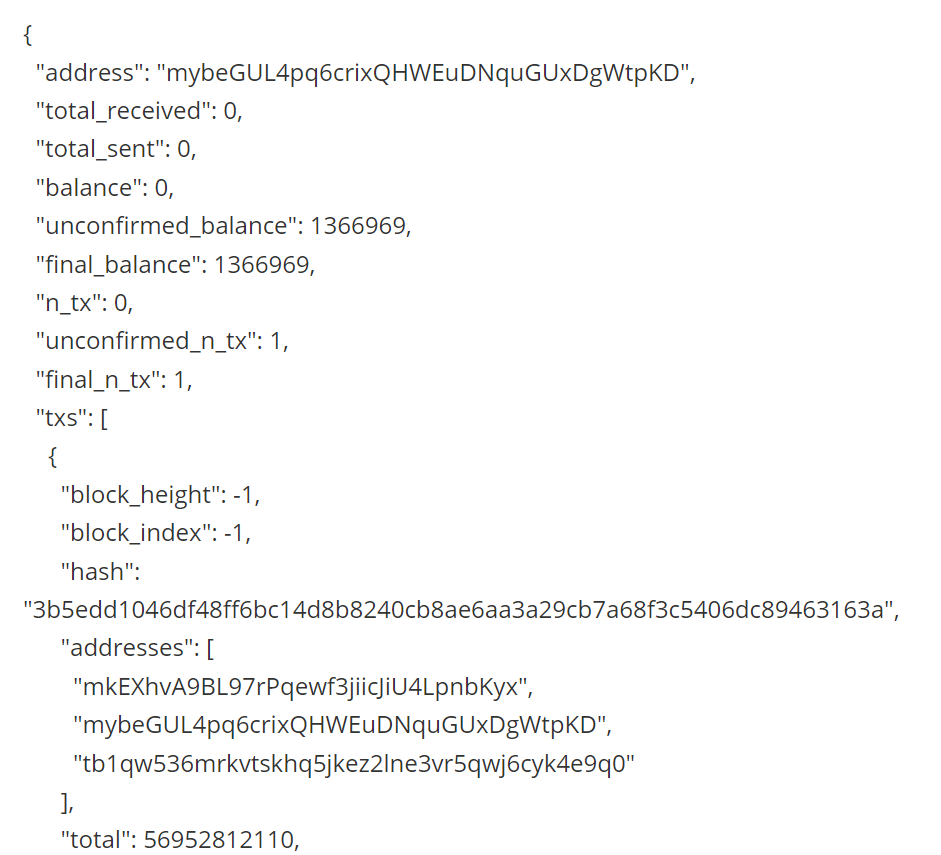 {
"address": "mybeGUL4pq6crixQHWEuDNquGUxDgWtpKD",
"total_received": 0,
"total_sent": 0,
"balance": 0,
"unconfirmed_balance": 1366969,
"final_balance": 1366969,
"n_tx": 0,
"unconfirmed_n_tx": 1,
"final_n_tx": 1,
"txs": [
{
"block_height": -1,
"block_index": -1,
"hash":
"3b5edd1046df48ff6bc14d8b8240cb8ae6aa3a29cb7a68f3c5406dc89463163a",
"addresses": [
"mkEXhvA9BL97rPqewf3jiicJiU4LpnbKyx",
"mybeGUL4pq6crixQHWEuDNquGUxDgWtpKD",
"tb1qw536mrkvtskhq5jkez2lne3vr5qwj6cyk4e9q0"
],
"total": 56952812110,